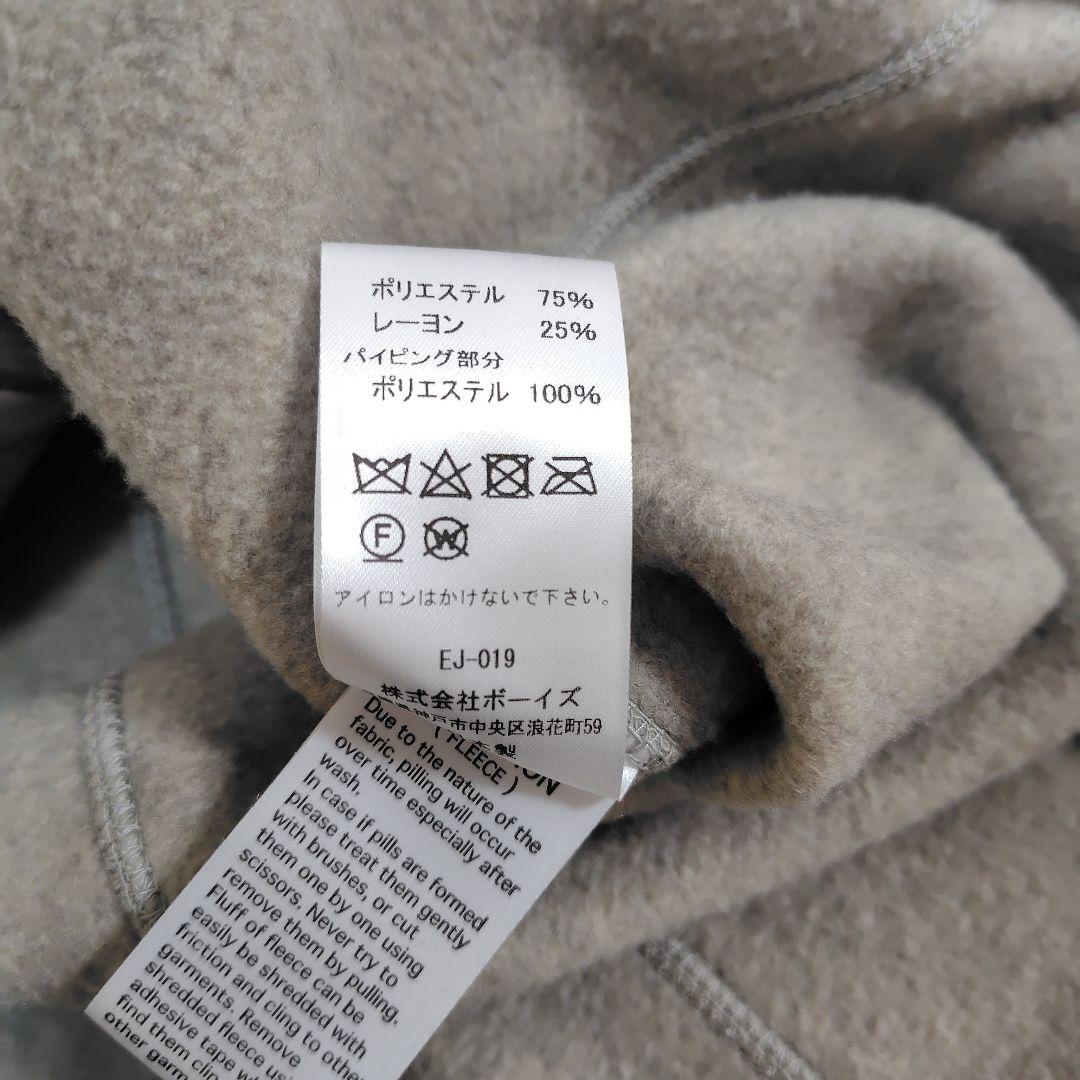 ポリエステル 75%
レーヨン 25%
パイピング部分
ポリエステル 100%
F
W
アイロンはかけないで下さい。
EJ-019
株式会社ボーイズ
市中央区浪花町59
製
( FLEECE )
Due to the nature of the
fabric, pilling will occur
over time especially after
wash.
In case if pills are formed
please treat them gently
with brushes, or cut
them one by one using
scissors. Never try to
remove them by pulling.
Fluff of fleece can be
easily be shredded with
friction and cling to other
garments. Remove
shredded fleece
adhesive tape
find them
other